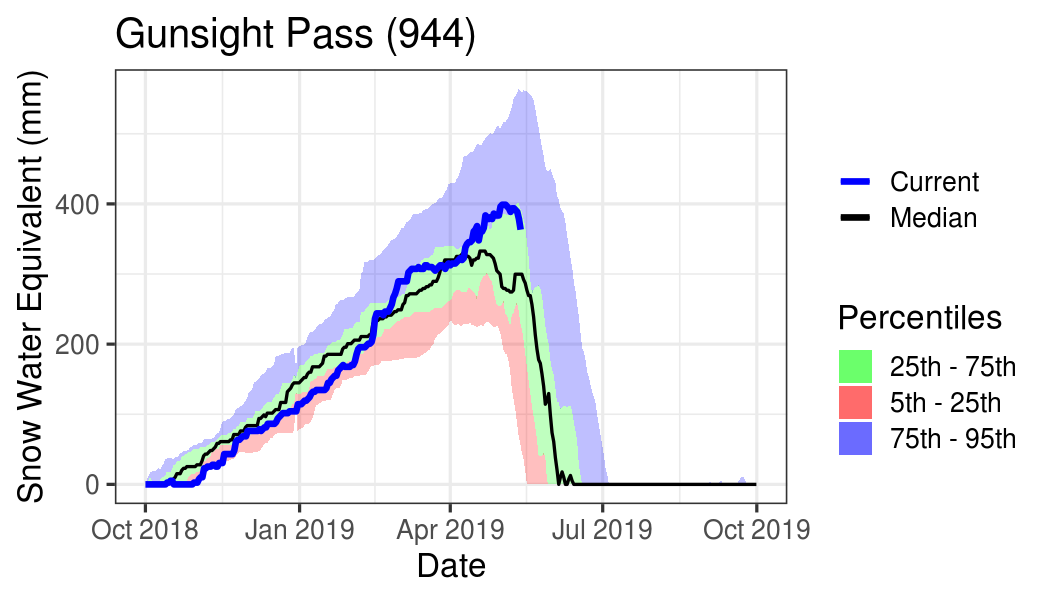 Gunsight Pass (944)
Snow Water Equivalent (mm)
400
200
0
Oct 2018
Jan 2019
Apr 2019
Jul 2019
Oct 2019
Date
Current
Median
Percentiles
25th - 75th
5th - 25th
75th - 95th